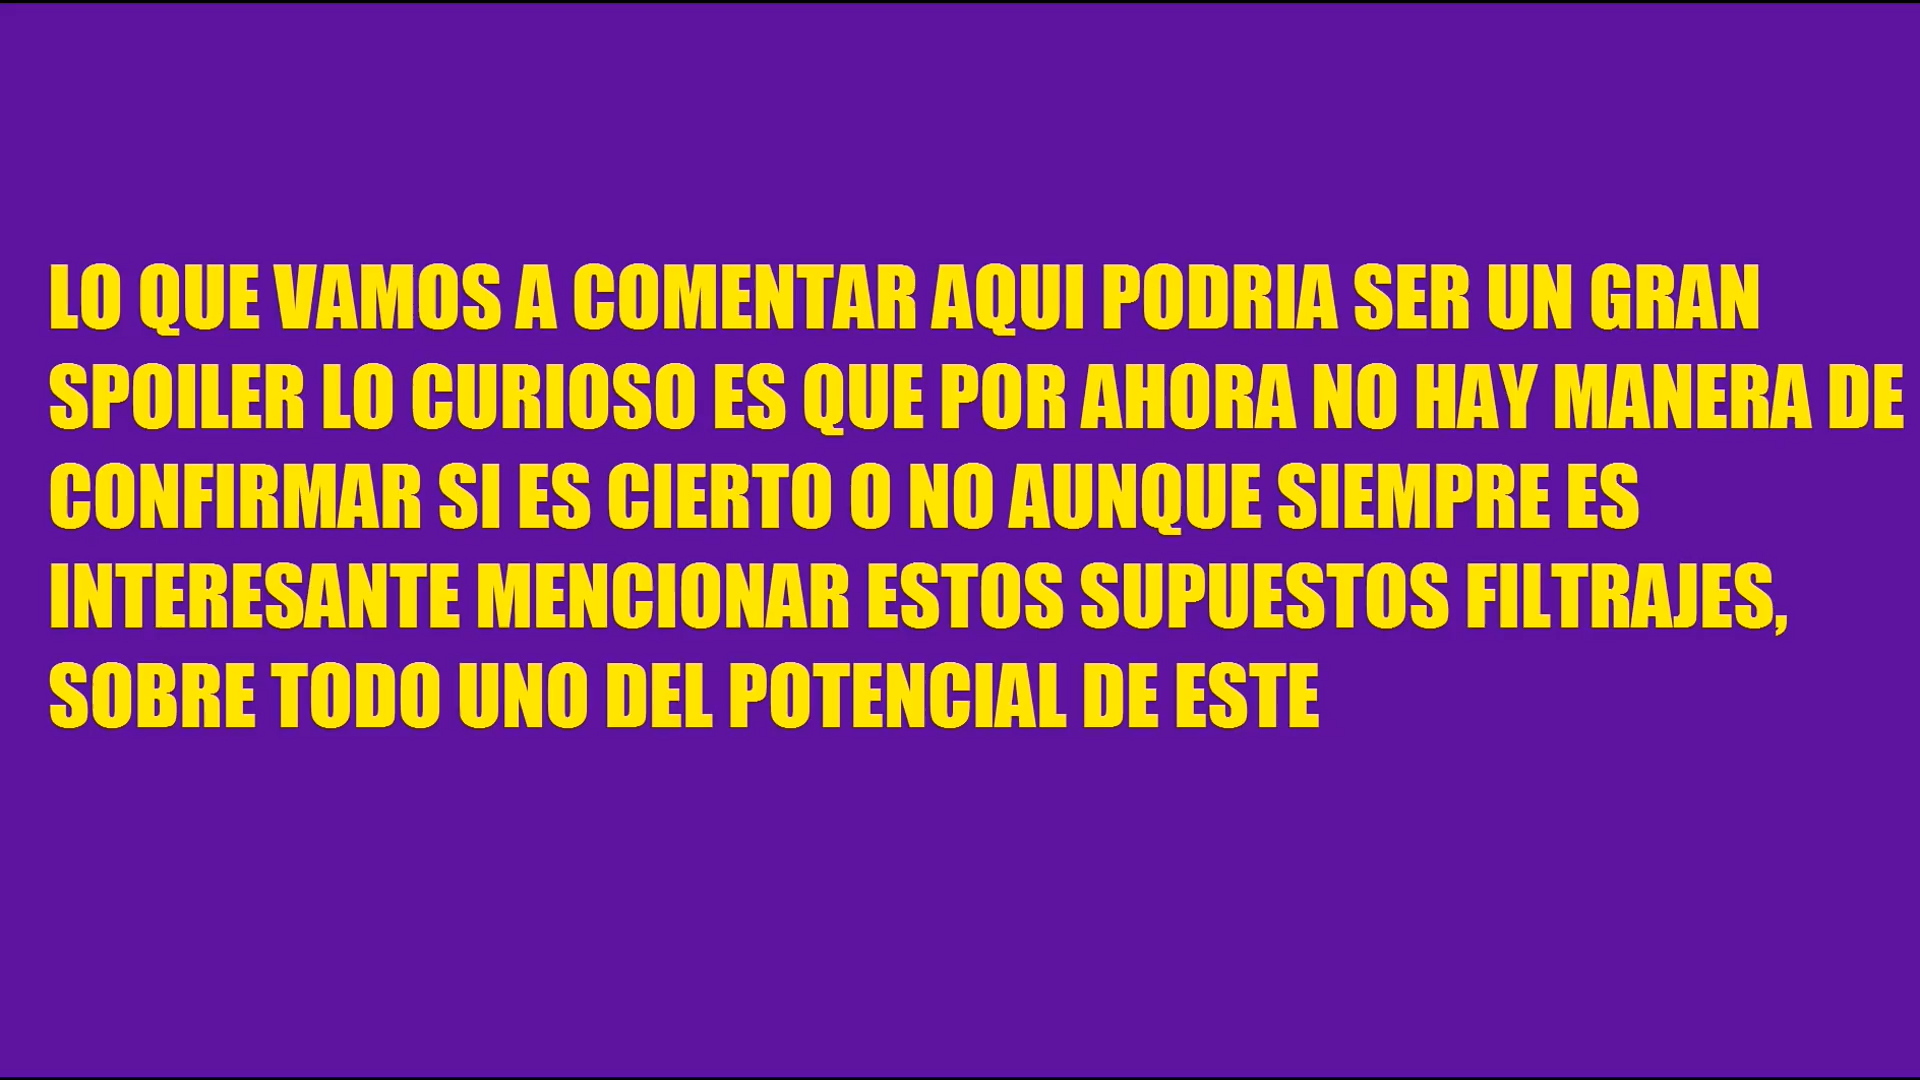 LO QUE VAMOS A COMENTAR AQUI PODRIA SER UN GRAN
SPOILER LO CURIOSO ES QUE POR AHORA NO HAY MANERA DE
CONFIRMAR SI ES CIERTO O NO AUNQUE SIEMPRE ES
INTERESANTE MENCIONAR ESTOS SUPUESTOS FILTRAJES,
SOBRE TODO UNO DEL POTENCIAL DE ESTE